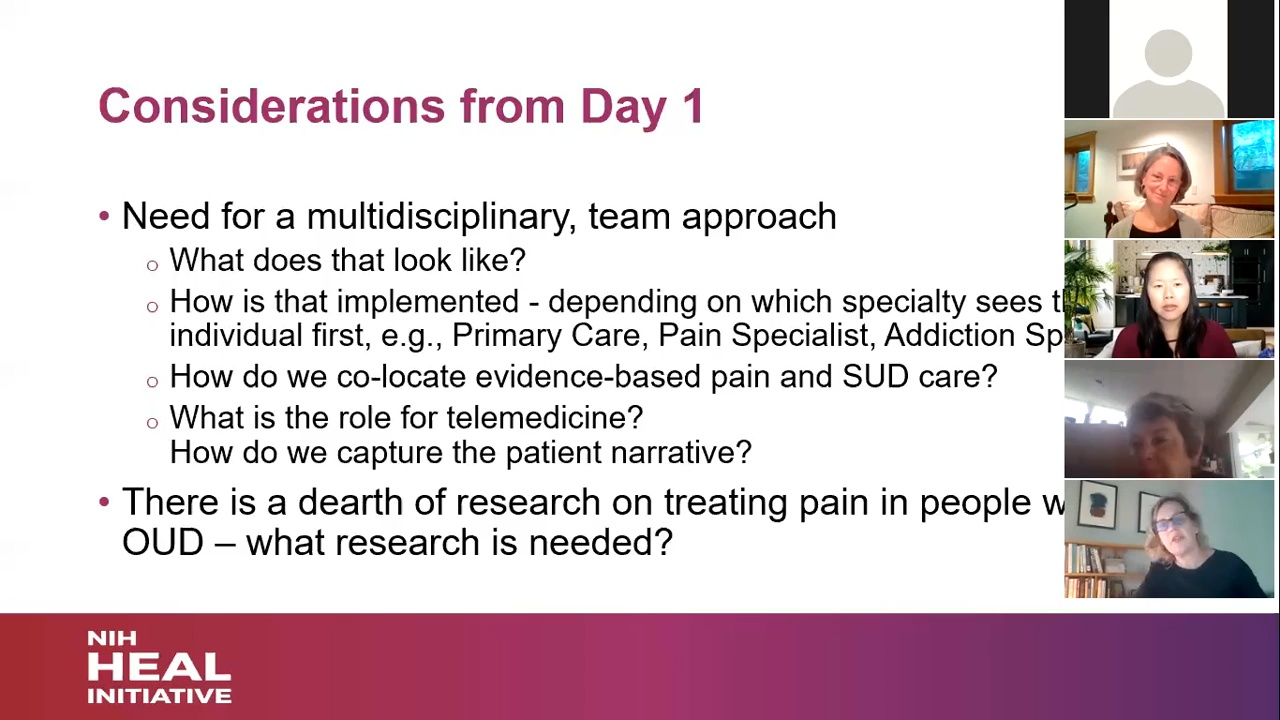 Considerations from Day 1
• Need for a multidisciplinary, team approach
o What does that look like?
o How is that implemented - depending on which specialty sees
individual first, e.g., Primary Care, Pain Specialist, Addiction
o How do we co-locate evidence-based pain and SUD care?
o What is the role for telemedicine?
How do we capture the patient narrative?
• There is a dearth of research on treating pain in people
OUD – what research is needed?
NIH
HEAL
INITIATIVE